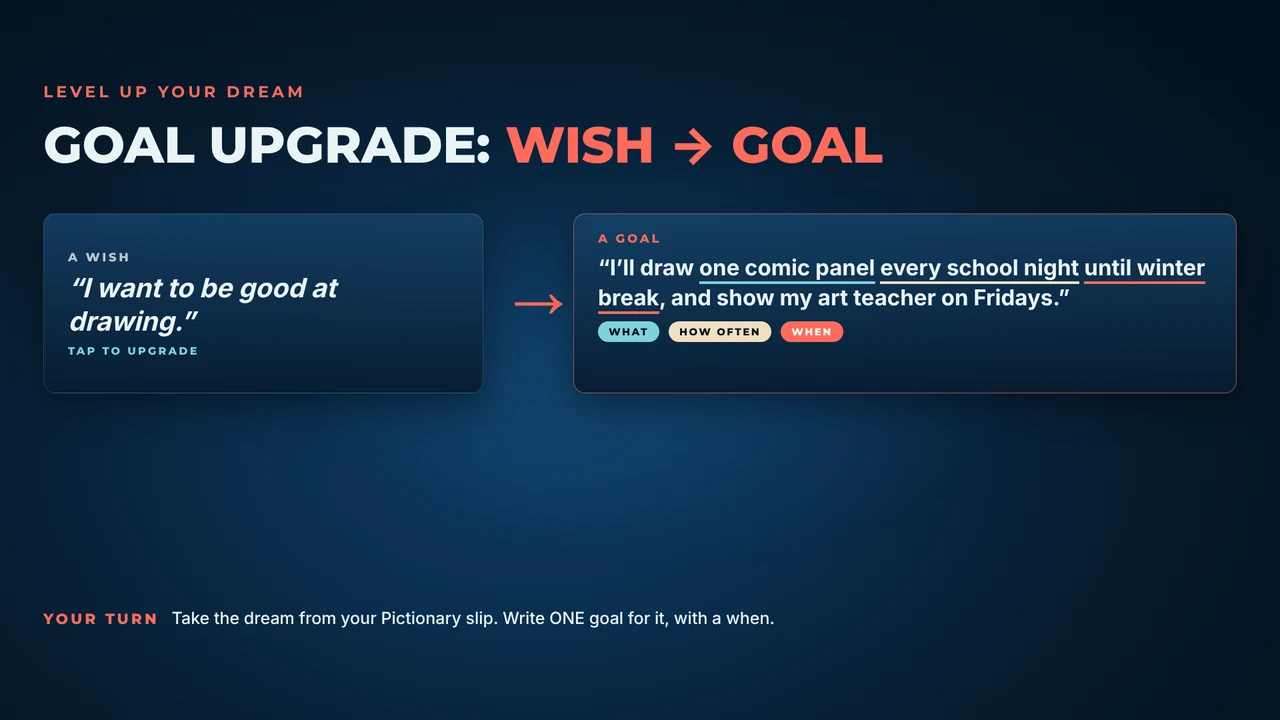 LEVEL UP YOUR DREAM
GOAL UPGRADE: WISH → GOAL
A WISH
“I want to be good at
drawing.”
TAP TO UPGRADE
→
A GOAL
“I’ll draw one comic panel every school night until winter
break, and show my art teacher on Fridays.”
WHAT HOW OFTEN WHEN
YOUR TURN Take the dream from your Pictionary slip. Write ONE goal for it, with a when.